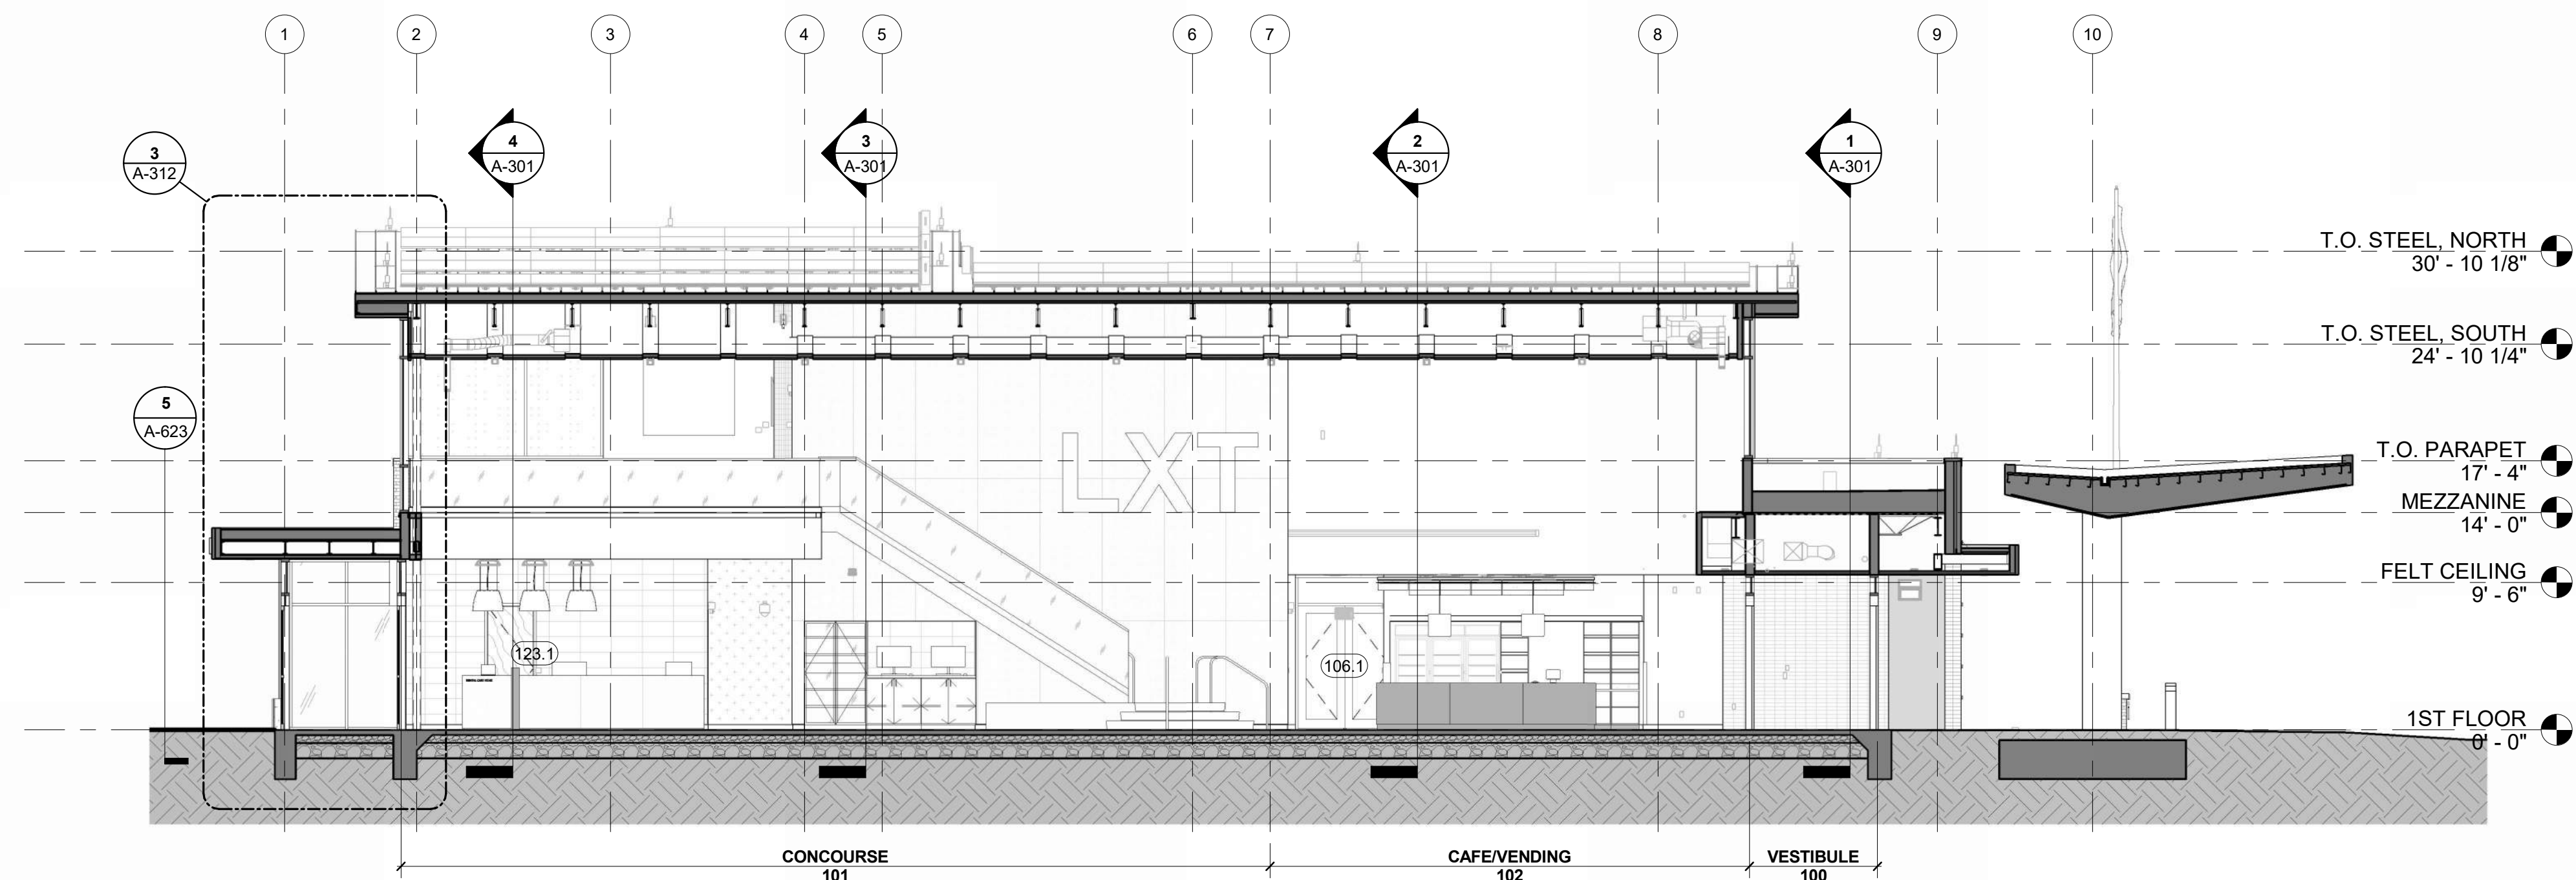 1 2 3 4 5 6 7 8 9 10
3
A-312
4
A-301
3
A-301
2
A-301
1
A-301
T.O. STEEL, NORTH
30' - 10 1/8"
T.O. STEEL, SOUTH
24' - 10 1/4"
5
A-623
T.O. PARAPET
17' - 4"
LXT
MEZZANINE
14' - 0"
FELT CEILING
9' - 6"
123.1
106.1
1ST FLOOR
0' - 0"
CONCOURSE
101
CAFE/VENDING
102
VESTIBULE
100